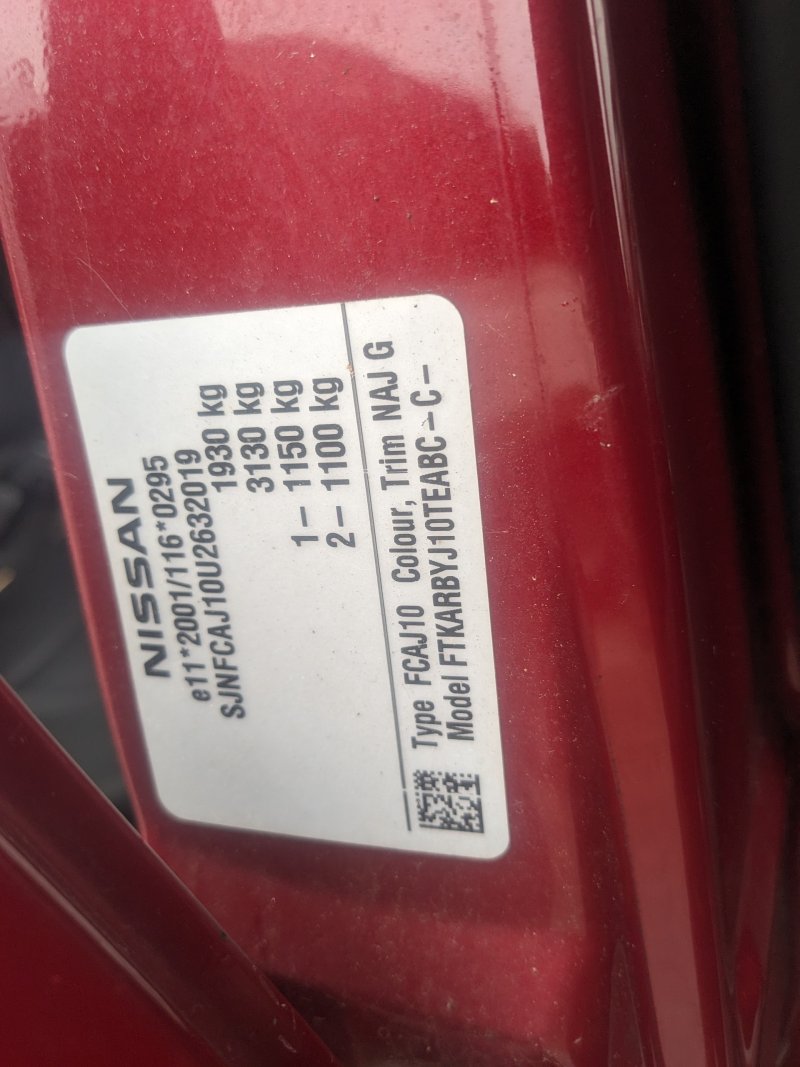 NISSAN
e11*2001/116*0295
SJNFCAJ10U2632019
1930 kg
3130 kg
1– 1150 kg
2– 1100 kg
Type FCAJ10 Colour, Trim NAJ G
Model FTKARBYJ10TEABC–C–